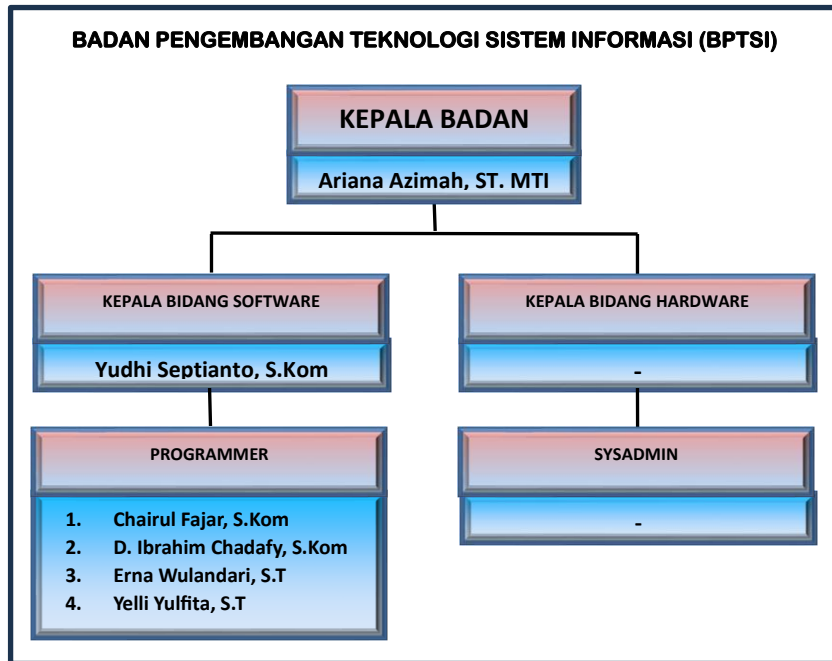 BADAN PENGEMBANGAN TEKNOLOGI SISTEM INFORMASI (BPTSI)
KEPALA BADAN
Ariana Azimah, ST. MTI
KEPALA BIDANG SOFTWARE
Yudhi Septianto, S.Kom
KEPALA BIDANG HARDWARE
-
PROGRAMMER
1. Chairul Fajar, S.Kom
2. D. Ibrahim Chadafy, S.Kom
3. Erna Wulandari, S.T
4. Yelli Yulfita, S.T
SYSADMIN
-